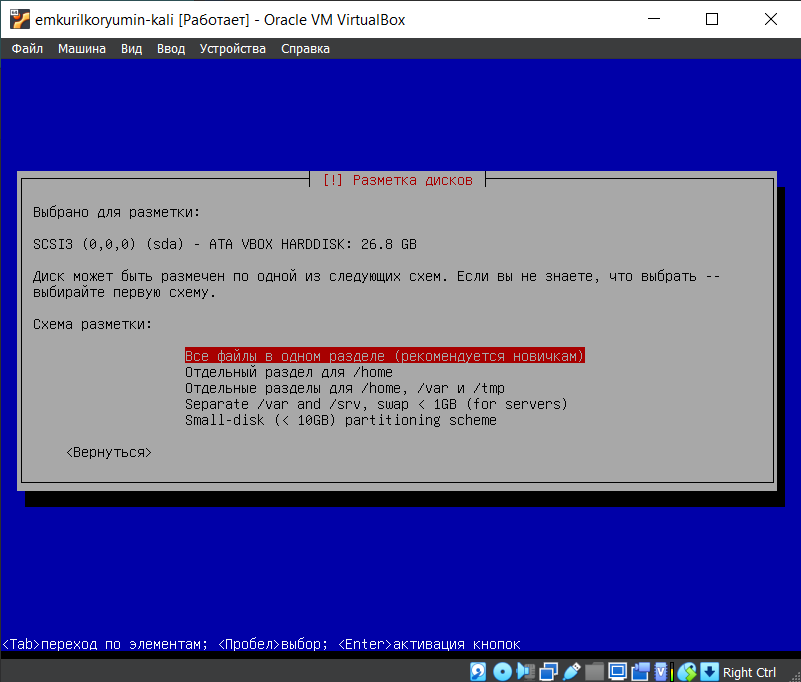 emkurilkoryumin-kali [Работает] - Oracle VM VirtualBox
Файл Машина Вид Ввод Устройства Справка
[!] Разметка дисков
Выбрано для разметки:
SCSI3 (0,0,0) (sda) - ATA VBOX HARDDISK: 26.8 GB
Диск может быть размечен по одной из следующих схем. Если вы не знаете, что выбрать --
выбирайте первую схему.
Схема разметки:
Все файлы в одном разделе (рекомендуется новичкам)
Отдельный раздел для /home
Отдельные разделы для /home, /var и /tmp
Separate /var and /srv, swap < 1GB (for servers)
Small-disk (< 10GB) partitioning scheme
<Вернуться>
<Tab>переход по элементам; <Пробел>выбор; <Enter>активация кнопок
Right Ctrl